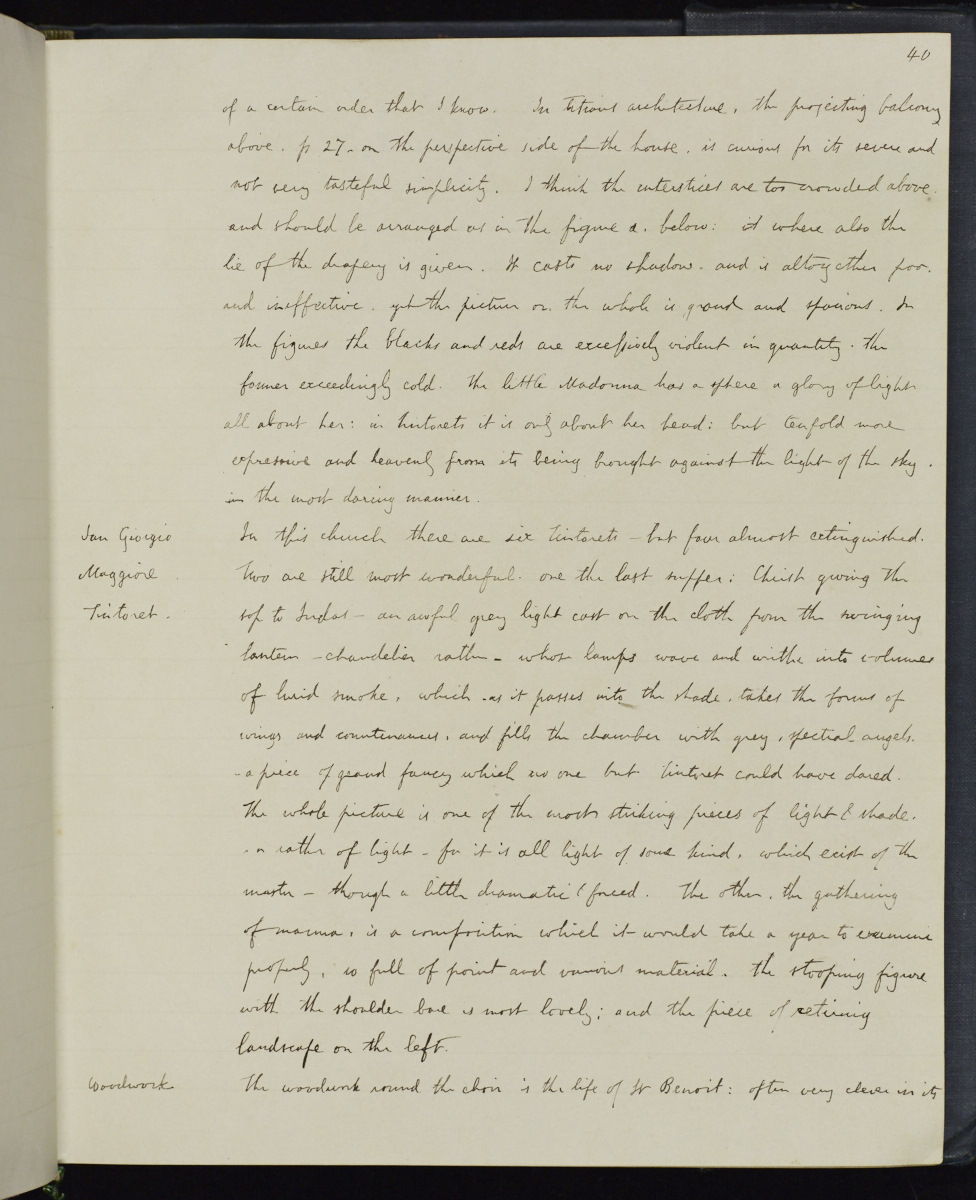 40
of a certain order that I know. In Titians architecture, the projecting balcony
above. p 27. on the perspective side of the house. is curious for its severe and
not very tasteful simplicity. I think the interstices are too crowded above.
and should be arranged as in the figure a. below: it where also the
lie of the drapery is given. It casts no shadow. and is altogether poor.
and ineffective. yet the picture on the whole is grand and spacious. In
the figures the blacks and reds are excessively violent in quantity. the
former exceedingly cold. The little Madonna has a sphere a glory of light
all about her: in Tintorets it is only about her head: but tenfold more
expressive and heavenly from its being brought against the light of the sky.
in the most daring manner.
San Giorgio
Maggiore.
Tintoret.
In this church there are six Tintorets – but four almost extinguished.
Two are still most wonderful. one the last supper: Christ giving the
sop to Judas – an awful grey light cast on the cloth from the swinging
lantern – chandelier rather – whose lamps wave and writhe into volumes
of lurid smoke, which – as it passes into the shade, takes the forms of
wings and countenances, and fills the chamber with grey, spectral angels.
– a piece of grand fancy which no one but Tintoret could have dared.
The whole picture is one of the most striking pieces of light & shade.
– or rather of light – for it is all light of some kind, which exist of the
master – though a little dramatic & forced. The other, the gathering
of manna, is a composition which it would take a year to examine
properly, so full of point and various material. The stooping figure
with the shoulder bare is most lovely; and the piece of retiring
landscape on the left.
Woodwork
The woodwork round the choir is the life of St Benoit: often very clever in its